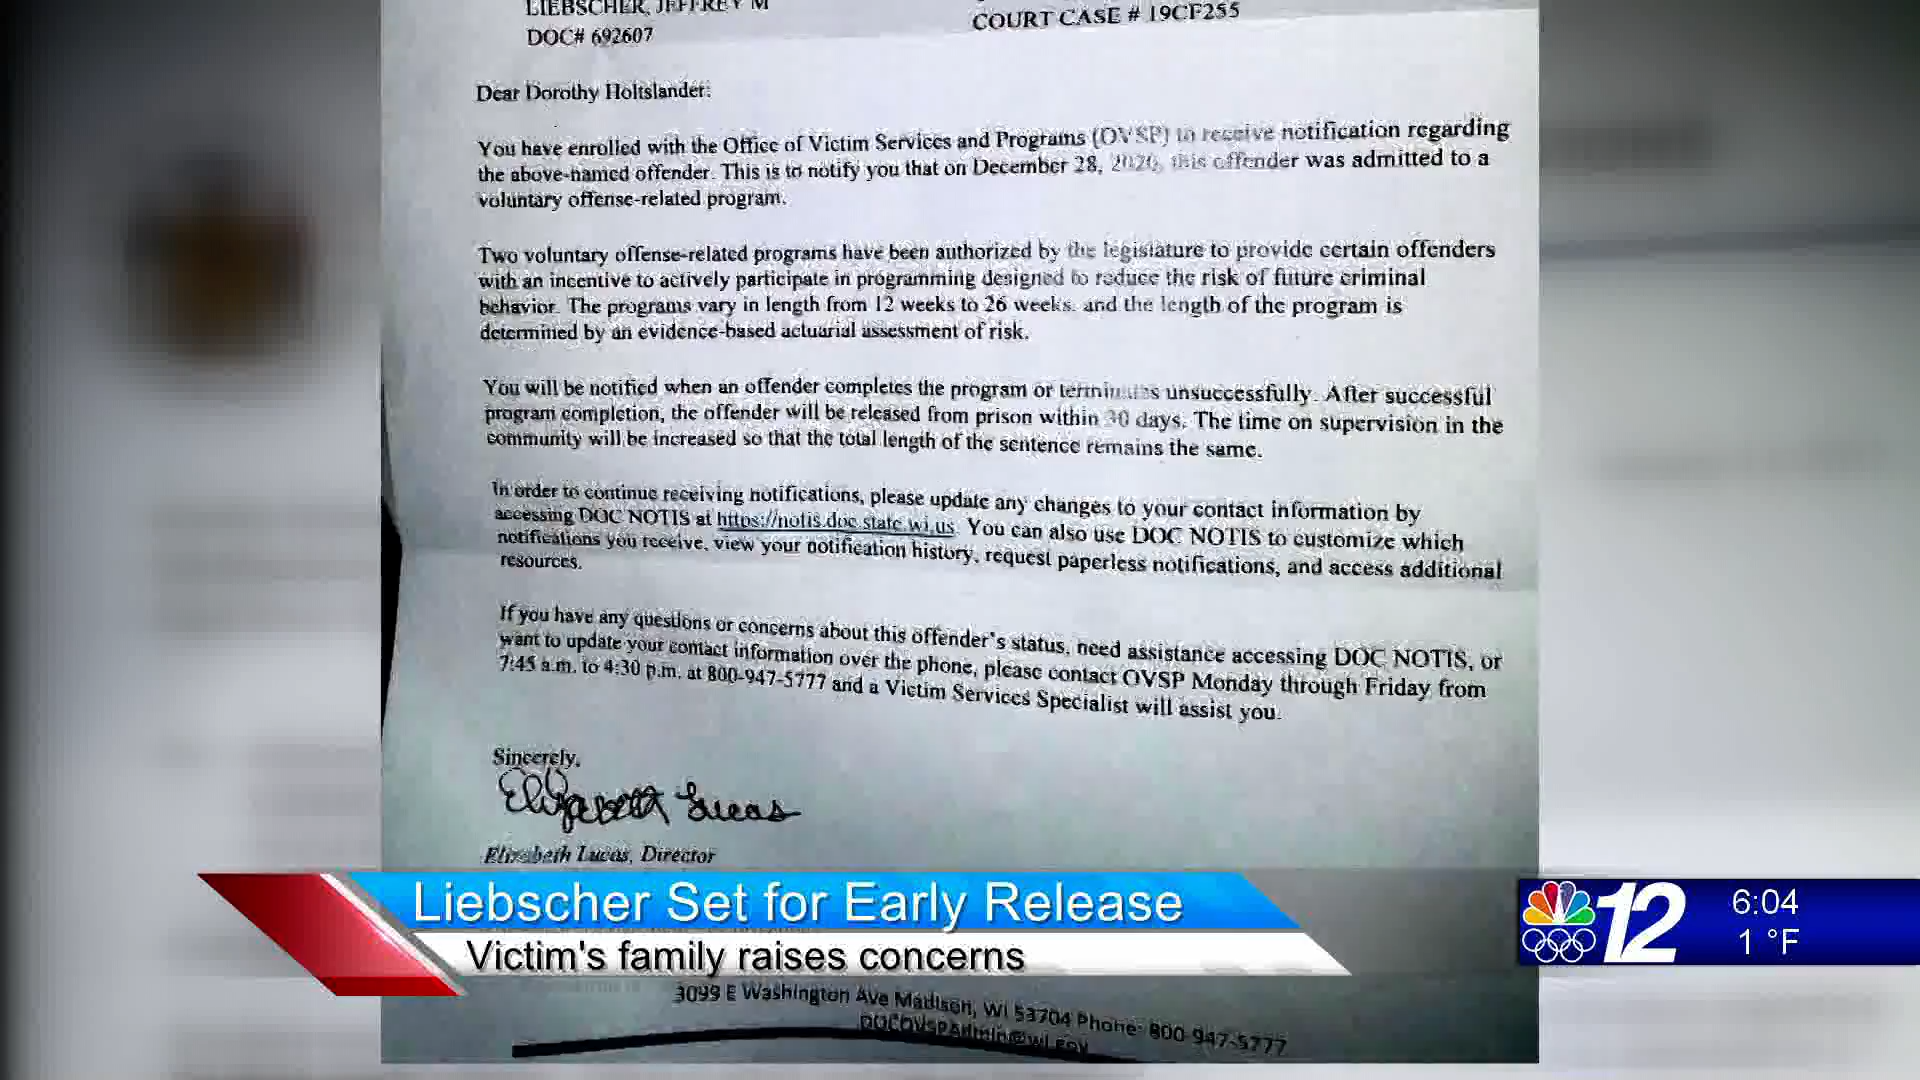 LIEBSCHER, JEFFREY M
COURT CASE # 19CF255
DOC# 692607
Dear Dorothy Holtslander:
You have enrolled with the Office of Victim Services and Programs (OVSP) to receive notification regarding
the above-named offender. This is to notify you that on December 28, 2020, this offender was admitted to a
voluntary offense-related program.
Two voluntary offense-related programs have been authorized by the legislature to provide certain offenders
with an incentive to actively participate in programming designed to reduce the risk of future criminal
behavior. The programs vary in length from 12 weeks to 26 weeks, and the length of the program is
determined by an evidence-based actuarial assessment of risk.
You will be notified when an offender completes the program or terminates unsuccessfully. After successful
program completion, the offender will be released from prison within 30 days. The time on supervision in the
community will be increased so that the total length of the sentence remains the same.
In order to continue receiving notifications, please update any changes to your contact information by
accessing DOC NOTIS at https://notis.doc.state.wi.us. You can also use DOC NOTIS to customize which
notifications you receive, view your notification history, request paperless notifications, and access additional
resources.
If you have any questions or concerns about this offender's status, need assistance accessing DOC NOTIS, or
want to update your contact information over the phone, please contact OVSP Monday through Friday from
7:45 a.m. to 4:30 p.m. at 800-947-5777 and a Victim Services Specialist will assist you.
Sincerely,
Elizabeth Lucas
Elizabeth Lucas, Director
Liebscher Set for Early Release
Victim's family raises concerns
12
6:04
1 °F
3099 E Washington Ave Madison, WI 53704 Phone: 800-947-5777
DOCOVSPAdmin@wi.gov